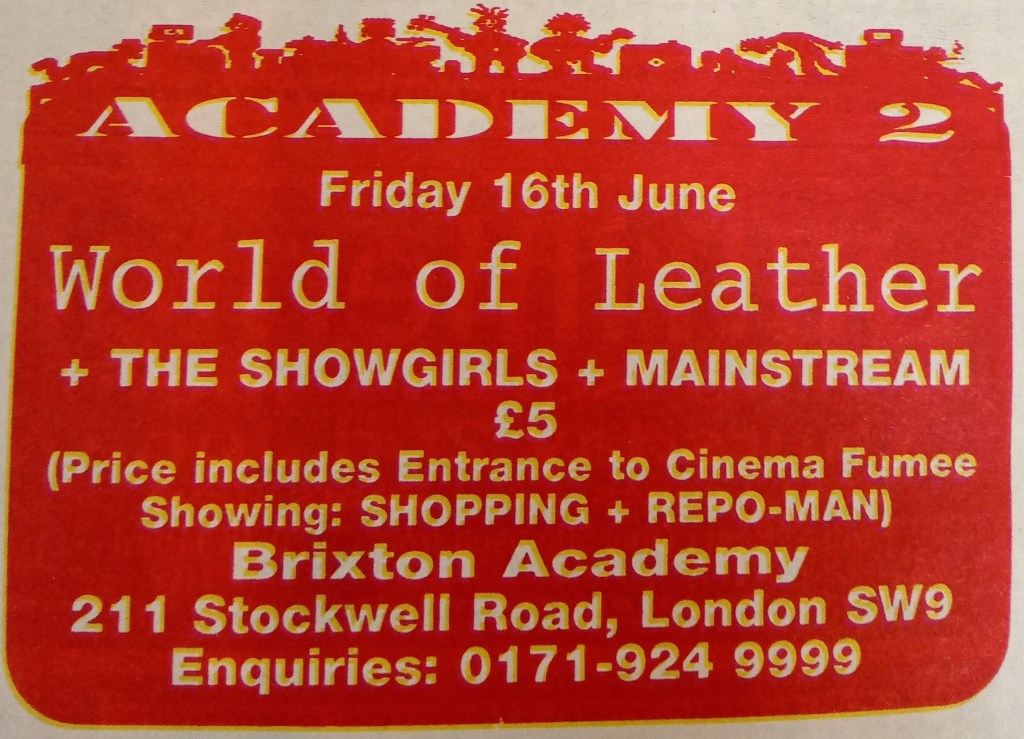 ACADEMY 2
Friday 16th June
World of Leather
+ THE SHOWGIRLS + MAINSTREAM
£5
(Price includes Entrance to Cinema Fumee
Showing: SHOPPING + REPO-MAN)
Brixton Academy
211 Stockwell Road, London SW9
Enquiries: 0171-924 9999